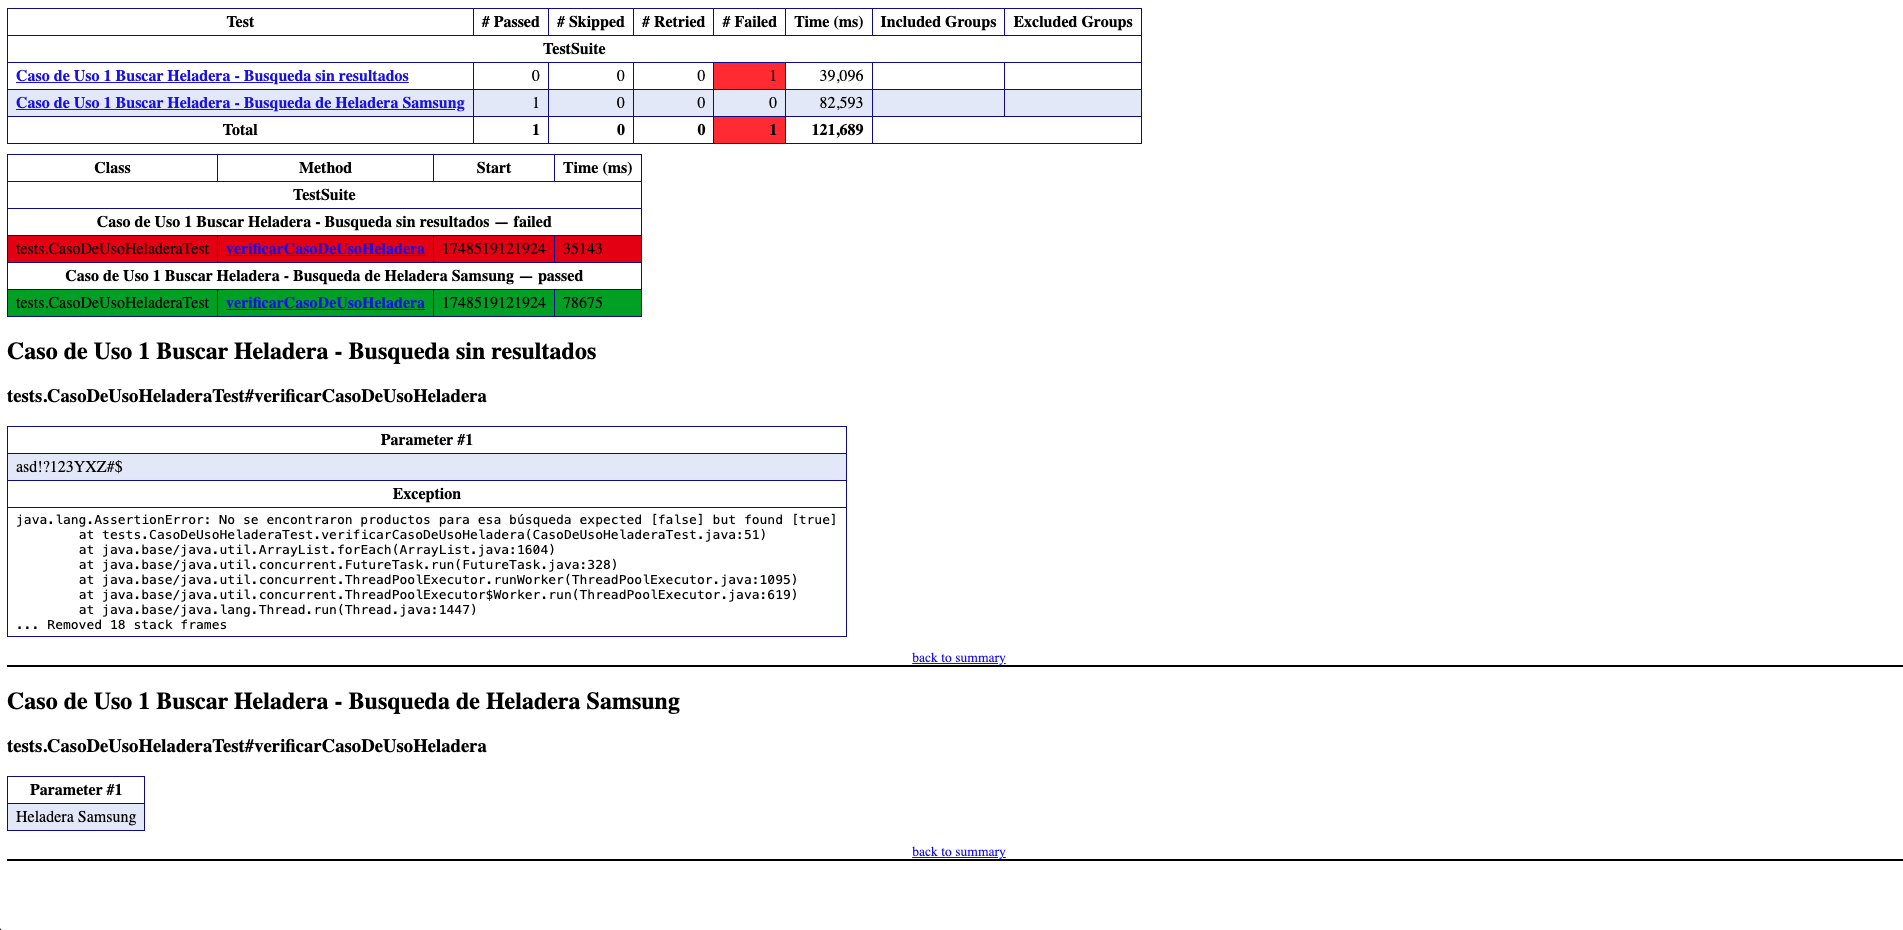 Test # Passed # Skipped # Retried # Failed Time (ms) Included Groups Excluded Groups
TestSuite
Caso de Uso 1 Buscar Heladera - Busqueda sin resultados 0 0 0 1 39,096
Caso de Uso 1 Buscar Heladera - Busqueda de Heladera Samsung 1 0 0 0 82,593
Total 1 0 0 1 121,689
Class Method Start Time (ms)
TestSuite
Caso de Uso 1 Buscar Heladera - Busqueda sin resultados — failed
tests.CasoDeUsoHeladeraTest verificarCasoDeUsoHeladera 1748519121924 35143
Caso de Uso 1 Buscar Heladera - Busqueda de Heladera Samsung — passed
tests.CasoDeUsoHeladeraTest verificarCasoDeUsoHeladera 1748519121924 78675
Caso de Uso 1 Buscar Heladera - Busqueda sin resultados
tests.CasoDeUsoHeladeraTest#verificarCasoDeUsoHeladera
Parameter #1
asd!?123YXZ#$
Exception
java.lang.AssertionError: No se encontraron productos para esa búsqueda expected [false] but found [true]
at tests.CasoDeUsoHeladeraTest.verificarCasoDeUsoHeladera(CasoDeUsoHeladeraTest.java:51)
at java.base/java.util.ArrayList.forEach(ArrayList.java:1604)
at java.base/java.util.concurrent.FutureTask.run(FutureTask.java:328)
at java.base/java.util.concurrent.ThreadPoolExecutor.runWorker(ThreadPoolExecutor.java:1095)
at java.base/java.util.concurrent.ThreadPoolExecutor$Worker.run(ThreadPoolExecutor.java:619)
at java.base/java.lang.Thread.run(Thread.java:1447)
... Removed 18 stack frames
back to summary
Caso de Uso 1 Buscar Heladera - Busqueda de Heladera Samsung
tests.CasoDeUsoHeladeraTest#verificarCasoDeUsoHeladera
Parameter #1
Heladera Samsung
back to summary